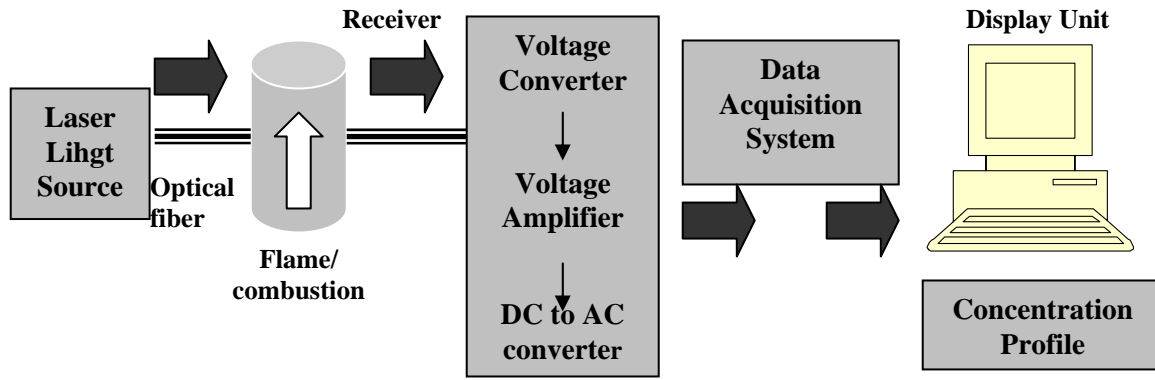 Laser
Lihgt
Source
Optical
fiber
Flame/
combustion
Receiver
Voltage
Converter
Voltage
Amplifier
DC to AC
converter
Data
Acquisition
System
Display Unit
Concentration
Profile